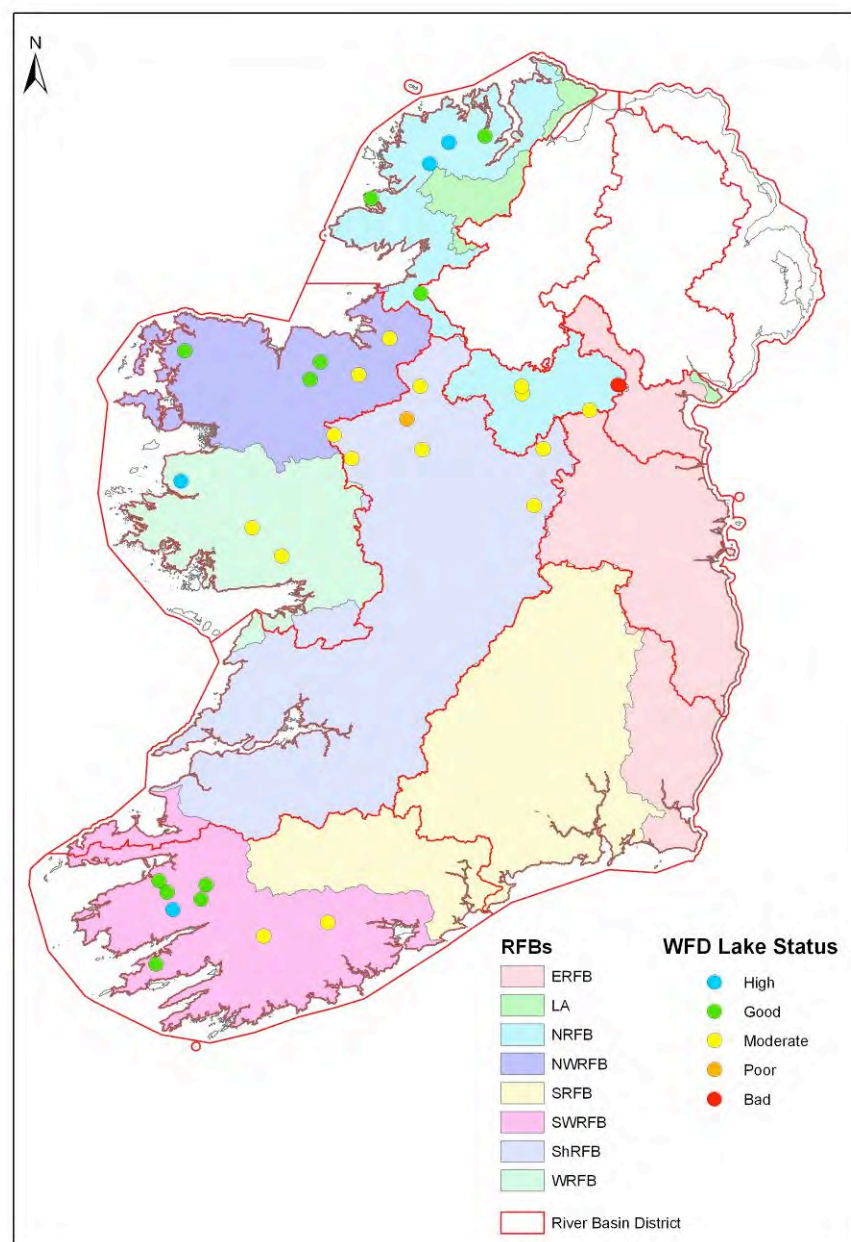 N
RFBs
ERFB
LA
NRFB
NWRFB
SRFB
SWRFB
ShRFB
WRFB
River Basin District
WFD Lake Status
High
Good
Moderate
Poor
Bad